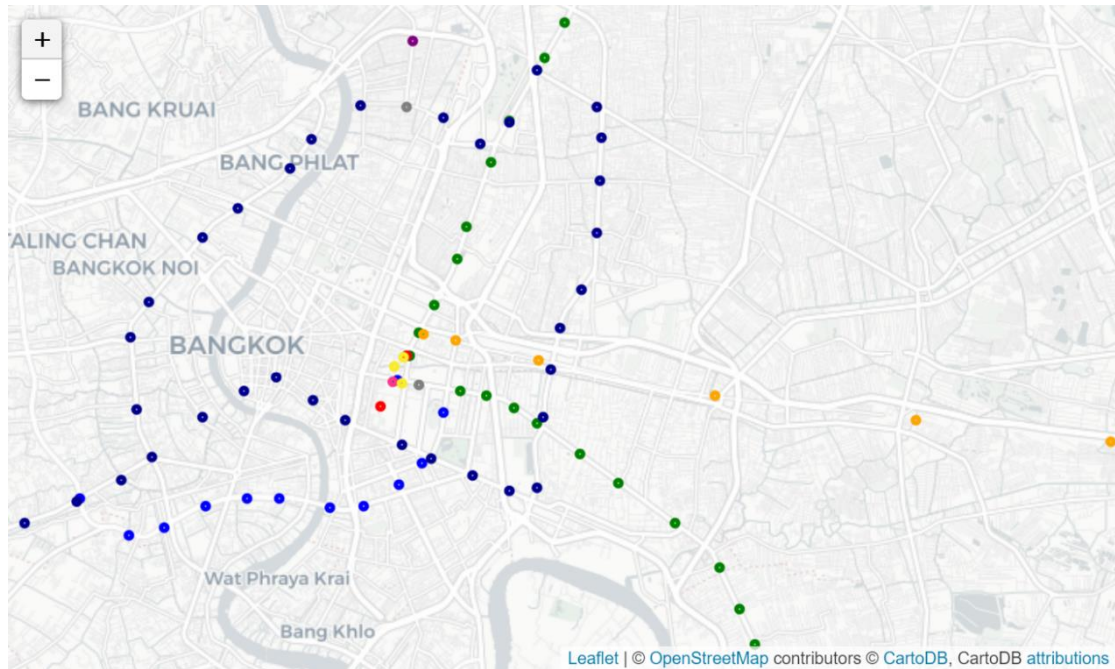 +
−
BANG KRUAI
BANG PHLAT
TALING CHAN
BANGKOK NOI
BANGKOK
Wat Phraya Krai
Bang Khlo
Leaflet | © OpenStreetMap contributors © CartoDB, CartoDB attributions